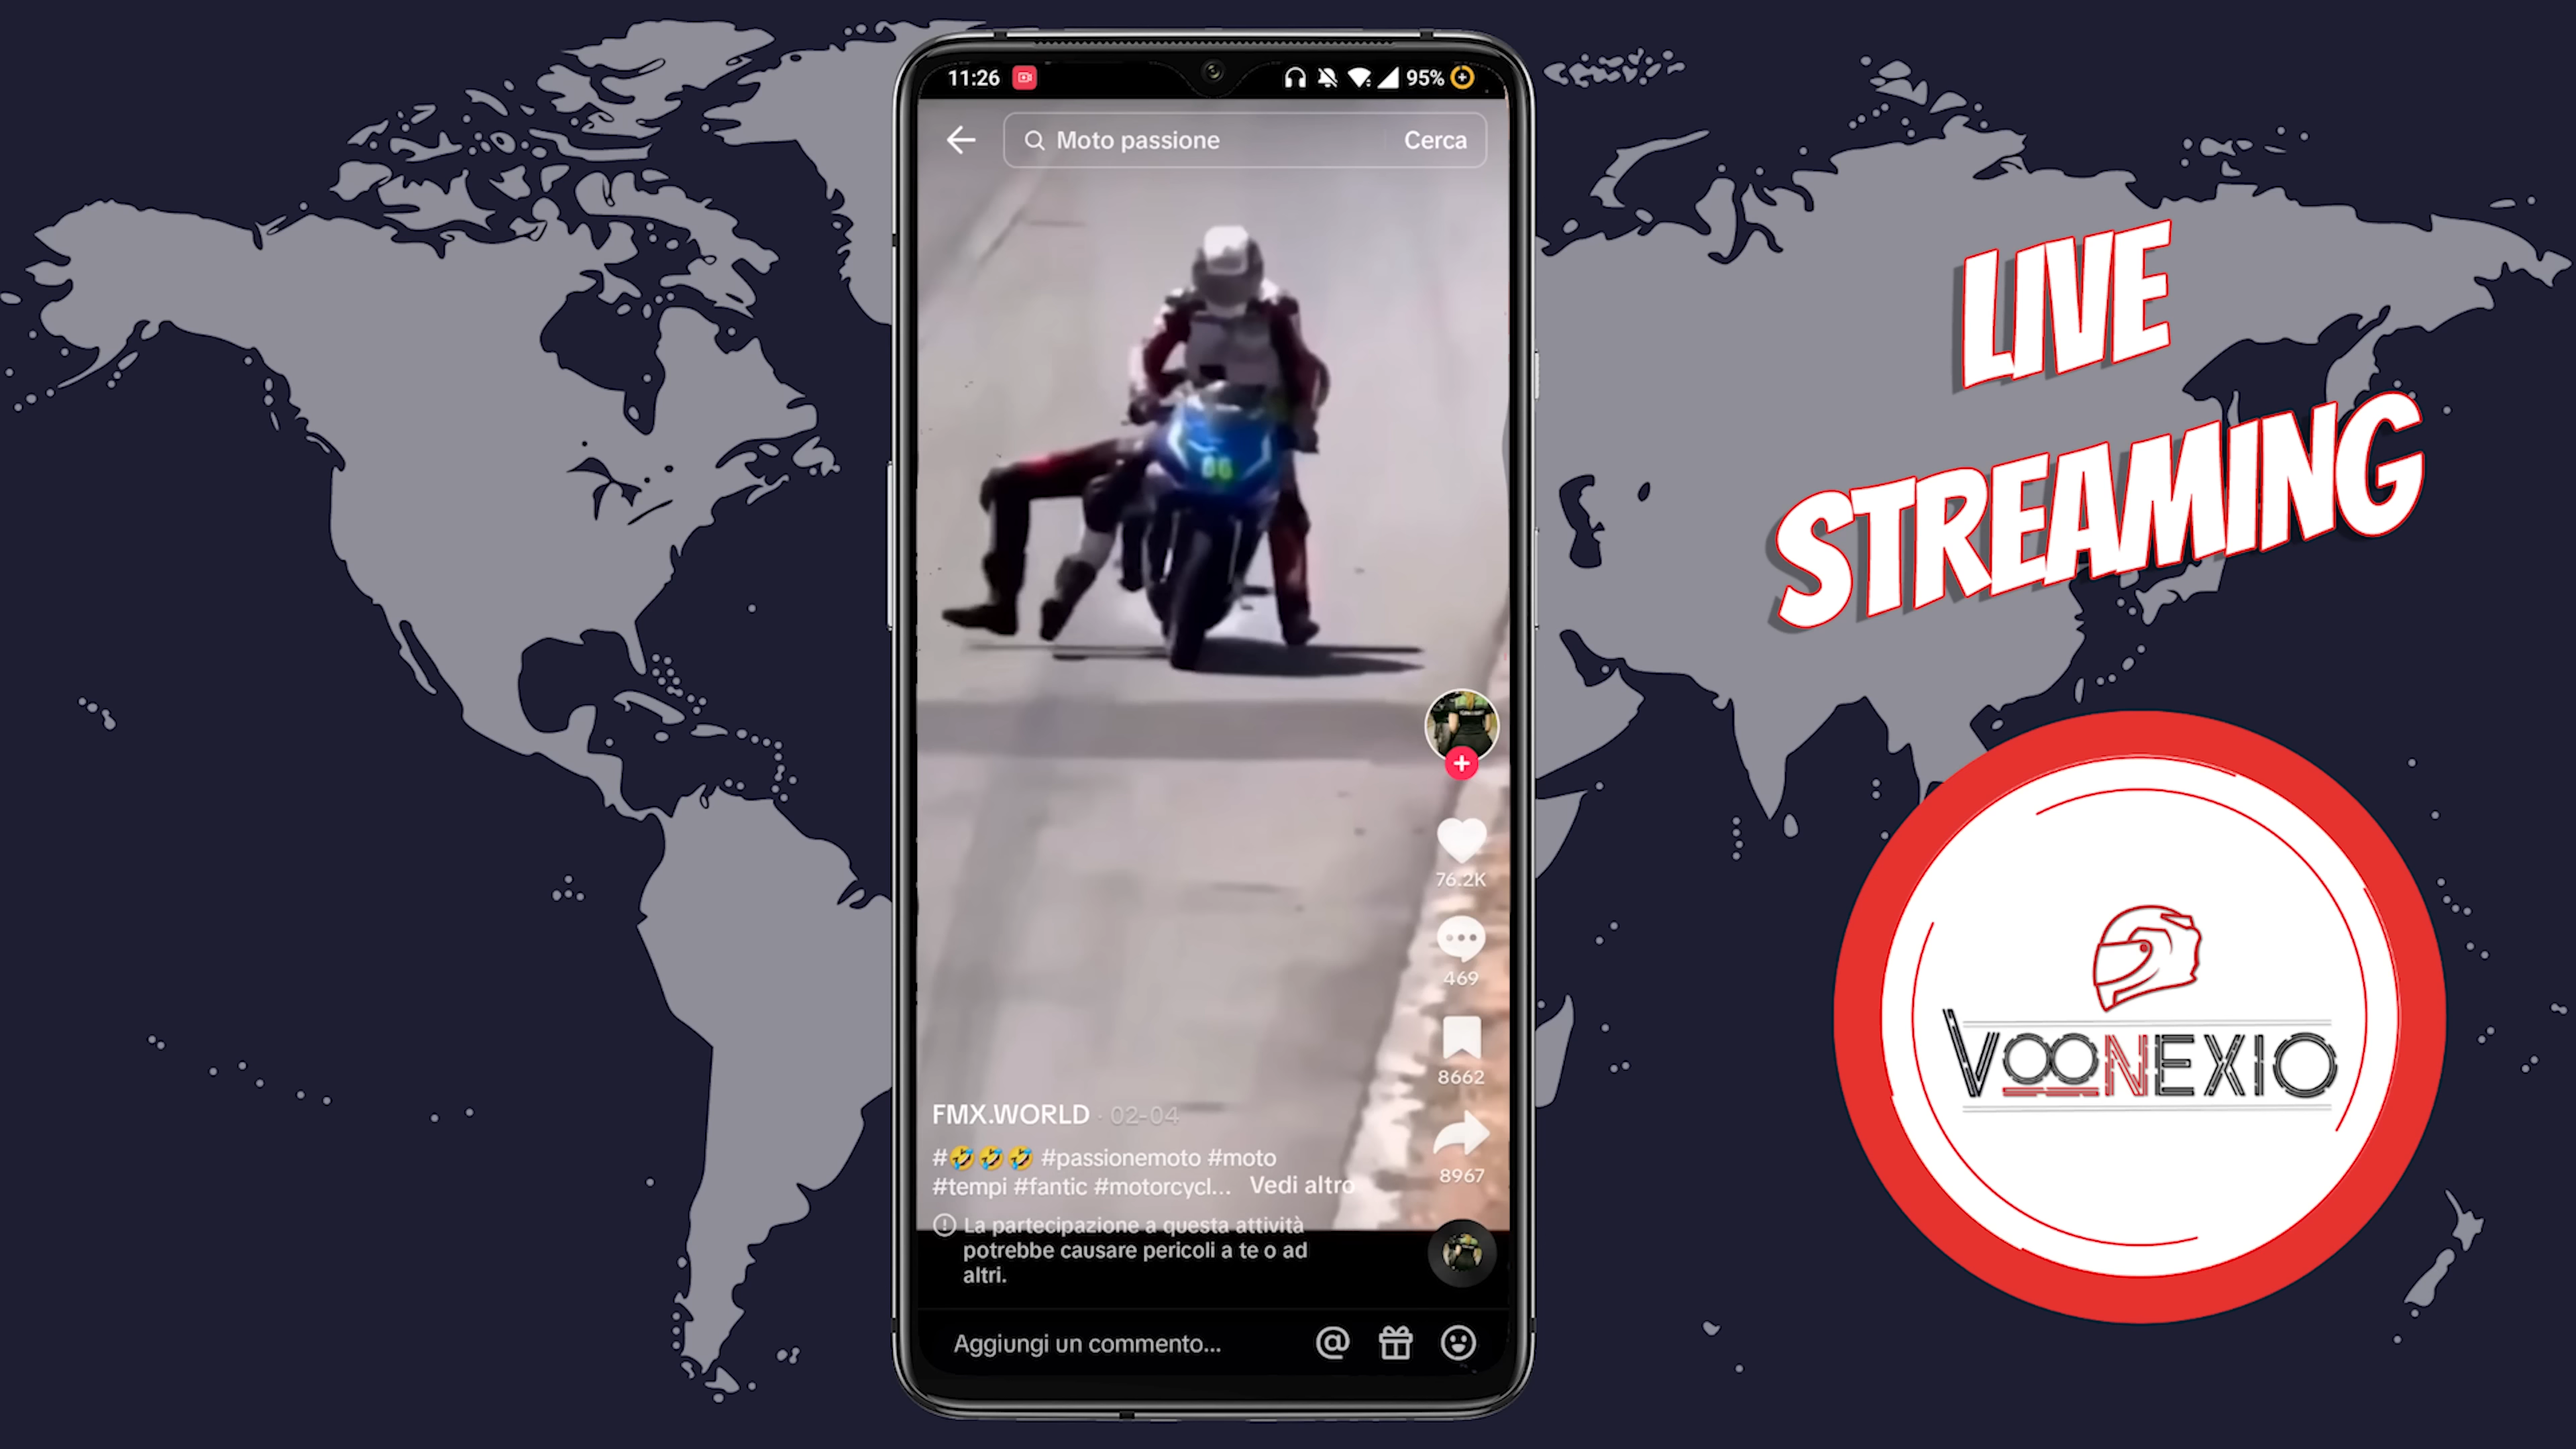 11:26
95%
Moto passione
Cerca
LIVE
STREAMING
76.2K
469
8662
8967
FMX.WORLD · 02-04
#🤣🤣🤣 #passionemoto #moto
#tempi #fantic #motorcycl... Vedi altro
La partecipazione a questa attività
potrebbe causare pericoli a te o ad
altri.
Aggiungi un commento...
VOONEXIO